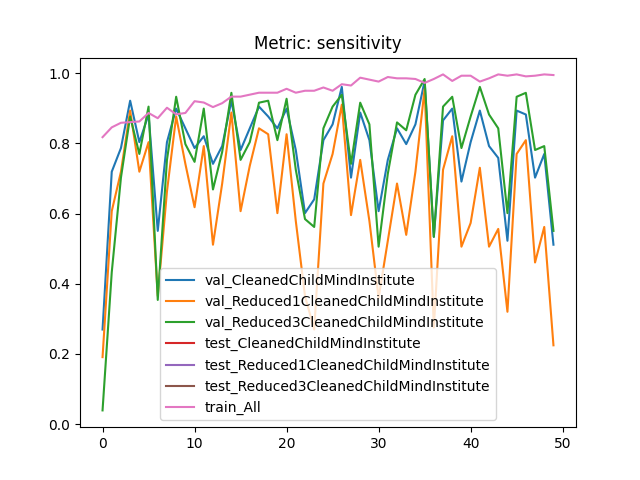 Metric: sensitivity
1.0
0.8
0.6
0.4
0.2
0.0
val_CleanedChildMindInstitute
val_Reduced1CleanedChildMindInstitute
val_Reduced3CleanedChildMindInstitute
test_CleanedChildMindInstitute
test_Reduced1CleanedChildMindInstitute
test_Reduced3CleanedChildMindInstitute
train_All
0 10 20 30 40 50